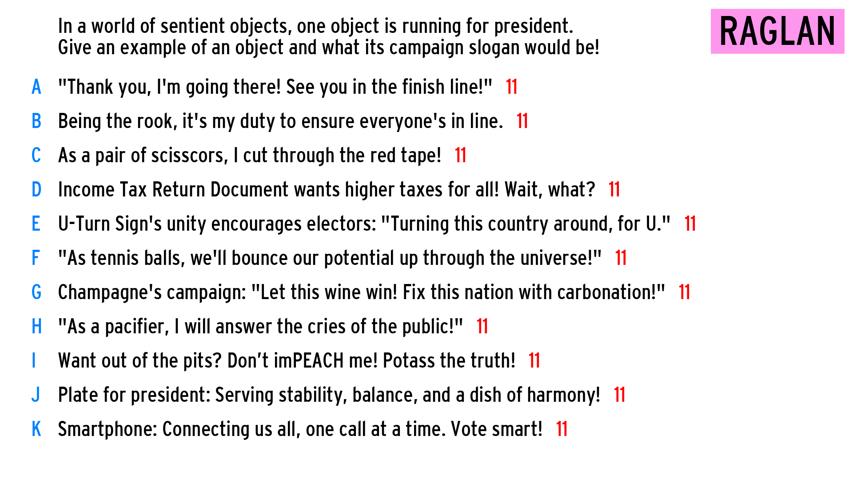 In a world of sentient objects, one object is running for president.
Give an example of an object and what its campaign slogan would be!
RAGLAN
A "Thank you, I'm going there! See you in the finish line!" 11
B Being the rook, it's my duty to ensure everyone's in line. 11
C As a pair of scisscors, I cut through the red tape! 11
D Income Tax Return Document wants higher taxes for all! Wait, what? 11
E U-Turn Sign's unity encourages electors: "Turning this country around, for U." 11
F "As tennis balls, we'll bounce our potential up through the universe!" 11
G Champagne's campaign: "Let this wine win! Fix this nation with carbonation!" 11
H "As a pacifier, I will answer the cries of the public!" 11
I Want out of the pits? Don’t imPEACH me! Potass the truth! 11
J Plate for president: Serving stability, balance, and a dish of harmony! 11
K Smartphone: Connecting us all, one call at a time. Vote smart! 11